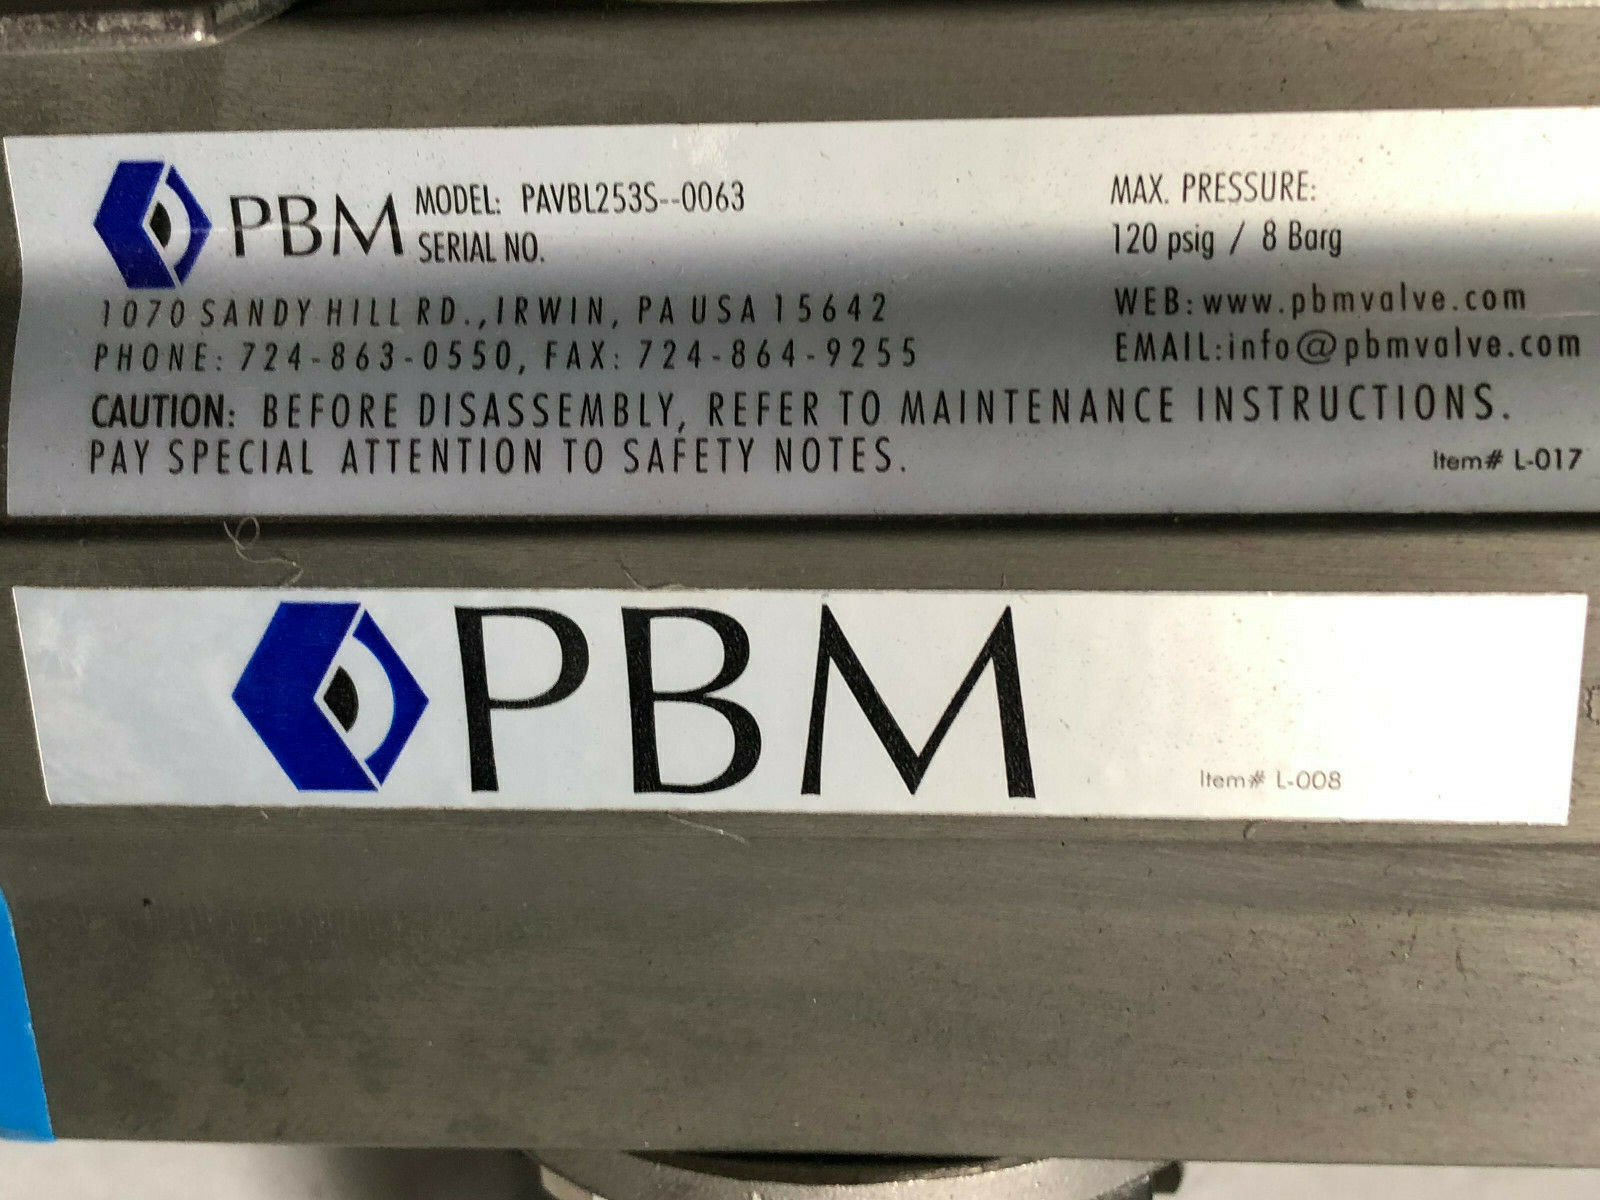 PBM
MODEL: PAVBL253S--0063
SERIAL NO.
MAX. PRESSURE:
120 psig / 8 Barg
1070 SANDY HILL RD., IRWIN, PA USA 15642
PHONE: 724-863-0550, FAX: 724-864-9255
WEB: www.pbmvalve.com
EMAIL:info@pbmvalve.com
CAUTION: BEFORE DISASSEMBLY, REFER TO MAINTENANCE INSTRUCTIONS.
PAY SPECIAL ATTENTION TO SAFETY NOTES.
Item# L-017
PBM
Item# L-008